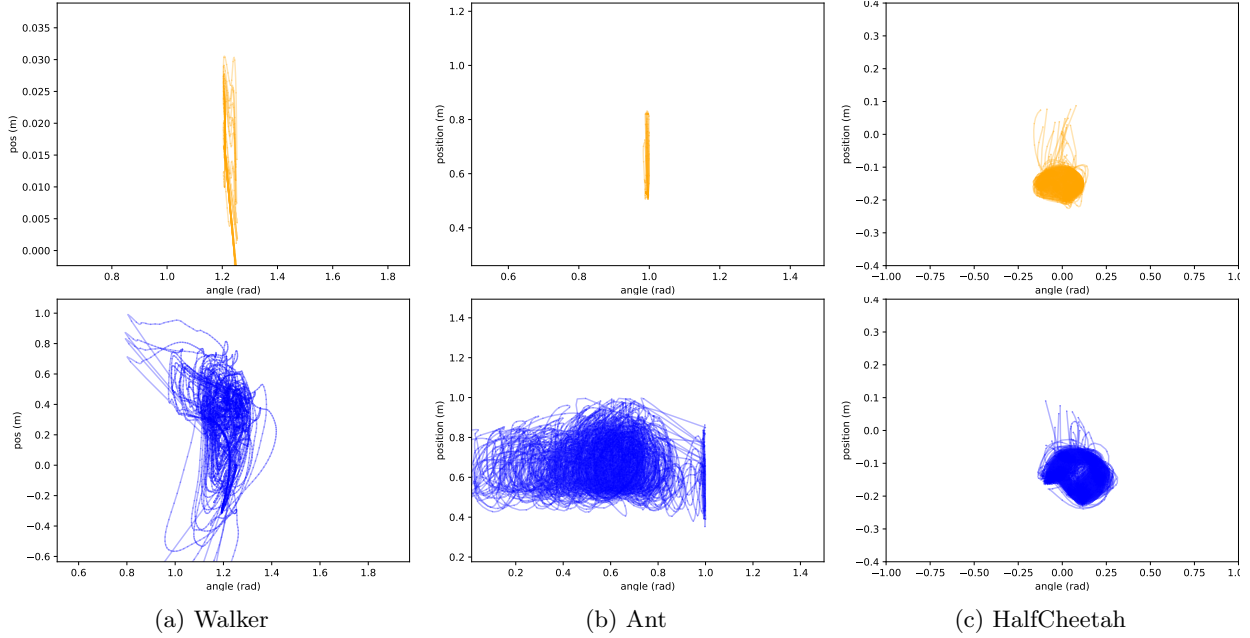 0.035
0.030
0.025
0.020
0.015
0.010
0.005
0.000
pos (m)
0.8 1.0 1.2 1.4 1.6 1.8
angle (rad)
1.2
1.0
0.8
0.6
0.4
position (m)
0.6 0.8 1.0 1.2 1.4
angle (rad)
0.4
0.3
0.2
0.1
0.0
−0.1
−0.2
−0.3
−0.4
position (m)
−1.00 −0.75 −0.50 −0.25 0.00 0.25 0.50 0.75 1.0
angle (rad)
1.0
0.8
0.6
0.4
0.2
0.0
−0.2
−0.4
−0.6
pos (m)
0.6 0.8 1.0 1.2 1.4 1.6 1.8
angle (rad)
1.4
1.2
1.0
0.8
0.6
0.4
0.2
position (m)
0.2 0.4 0.6 0.8 1.0 1.2 1.4
angle (rad)
0.4
0.3
0.2
0.1
0.0
−0.1
−0.2
−0.3
−0.4
position (m)
−1.00 −0.75 −0.50 −0.25 0.00 0.25 0.50 0.75 1.0
angle (rad)
(a) Walker
(b) Ant
(c) HalfCheetah